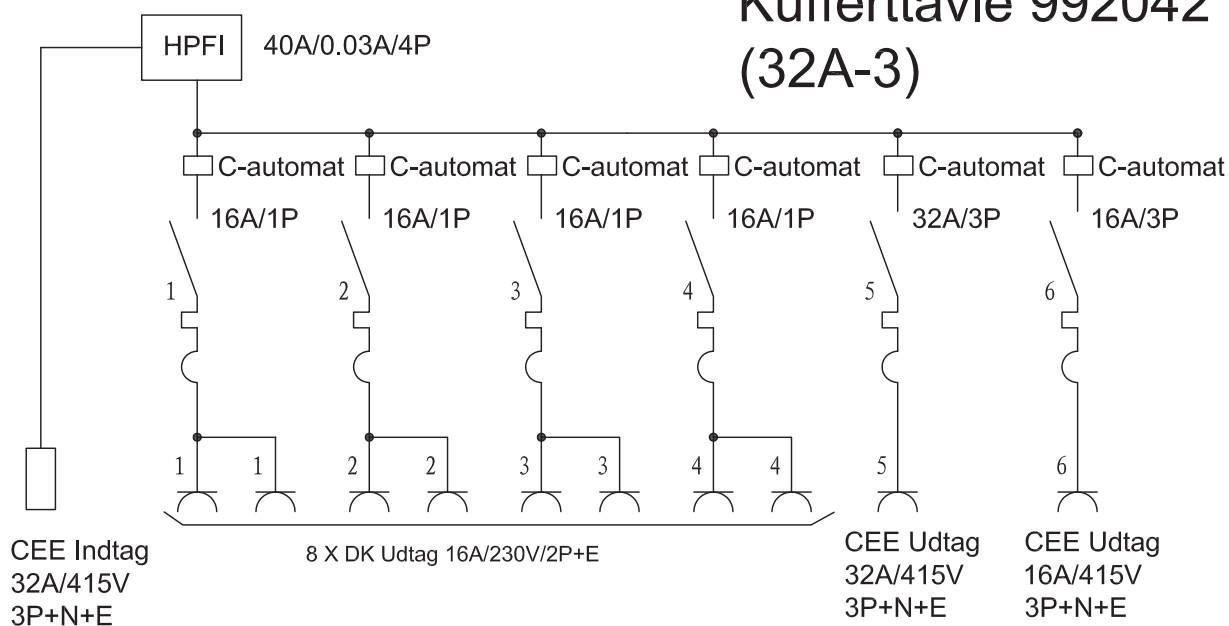 Kufferttavle 992042
(32A-3)
HPFI 40A/0.03A/4P
C-automat C-automat C-automat C-automat C-automat C-automat
16A/1P 16A/1P 16A/1P 16A/1P 32A/3P 16A/3P
1 2 3 4 5 6
1 1 2 2 3 3 4 4 5 6
CEE Indtag
32A/415V
3P+N+E
8 X DK Udtag 16A/230V/2P+E
CEE Udtag
32A/415V
3P+N+E
CEE Udtag
16A/415V
3P+N+E